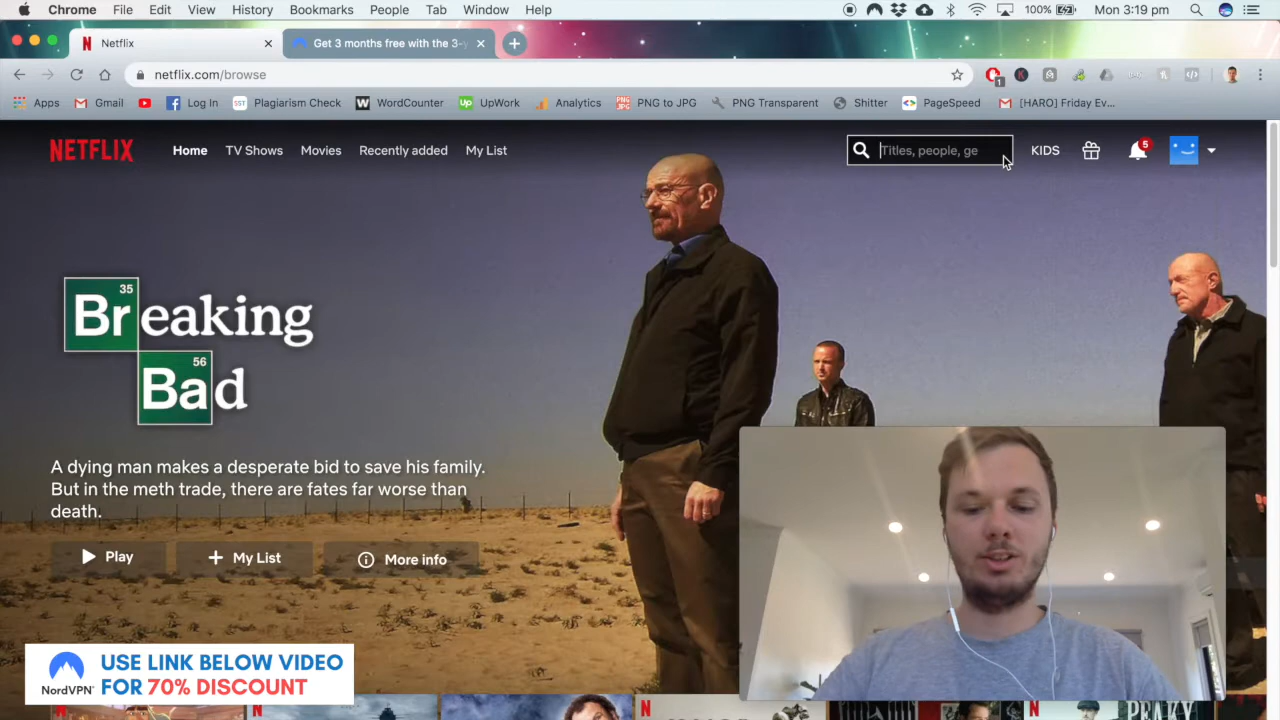 Chrome File Edit View History Bookmarks People Tab Window Help 100% Mon 3:19 pm
Netflix Get 3 months free with the 3-y
netflix.com/browse
Apps Gmail Log In Plagiarism Check WordCounter UpWork Analytics PNG to JPG PNG Transparent Shitter PageSpeed [HARO] Friday Ev...
NETFLIX Home TV Shows Movies Recently added My List Titles, people, ge KIDS 5
35
Breaking
56
Bad
A dying man makes a desperate bid to save his family.
But in the meth trade, there are fates far worse than
death.
Play My List More info
USE LINK BELOW VIDEO
NordVPN FOR 70% DISCOUNT